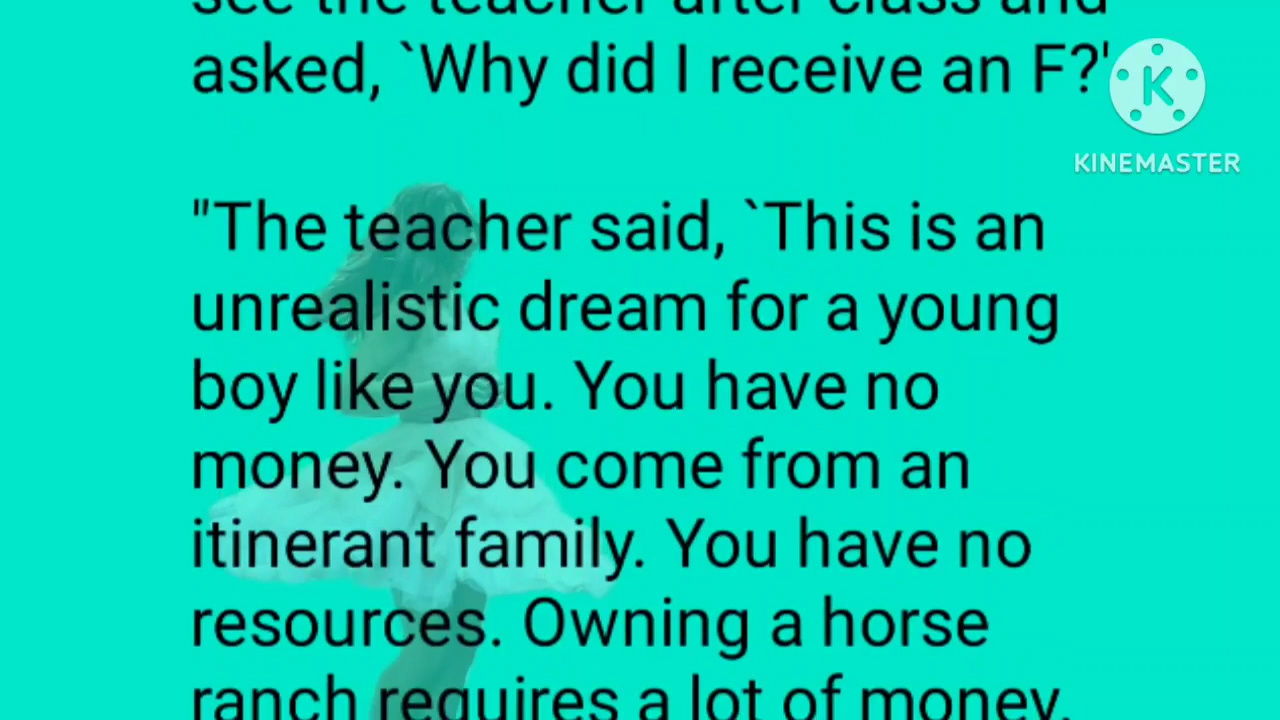 see the teacher after class and
asked, `Why did I receive an F?'
KINEMASTER
"The teacher said, `This is an
unrealistic dream for a young
boy like you. You have no
money. You come from an
itinerant family. You have no
resources. Owning a horse
ranch requires a lot of money.